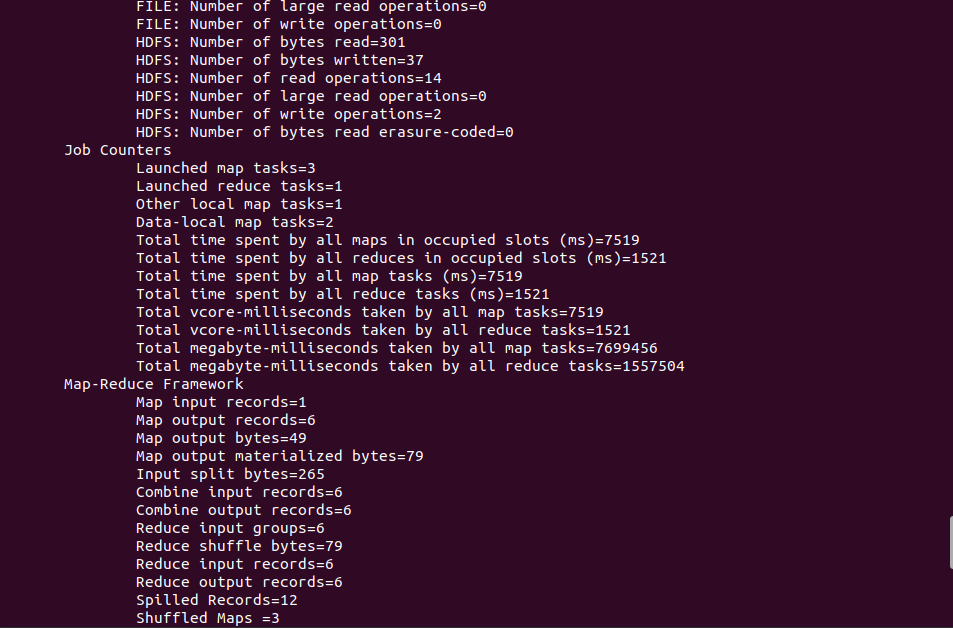 FILE: Number of large read operations=0
FILE: Number of write operations=0
HDFS: Number of bytes read=301
HDFS: Number of bytes written=37
HDFS: Number of read operations=14
HDFS: Number of large read operations=0
HDFS: Number of write operations=2
HDFS: Number of bytes read erasure-coded=0
Job Counters
Launched map tasks=3
Launched reduce tasks=1
Other local map tasks=1
Data-local map tasks=2
Total time spent by all maps in occupied slots (ms)=7519
Total time spent by all reduces in occupied slots (ms)=1521
Total time spent by all map tasks (ms)=7519
Total time spent by all reduce tasks (ms)=1521
Total vcore-milliseconds taken by all map tasks=7519
Total vcore-milliseconds taken by all reduce tasks=1521
Total megabyte-milliseconds taken by all map tasks=7699456
Total megabyte-milliseconds taken by all reduce tasks=1557504
Map-Reduce Framework
Map input records=1
Map output records=6
Map output bytes=49
Map output materialized bytes=79
Input split bytes=265
Combine input records=6
Combine output records=6
Reduce input groups=6
Reduce shuffle bytes=79
Reduce input records=6
Reduce output records=6
Spilled Records=12
Shuffled Maps =3